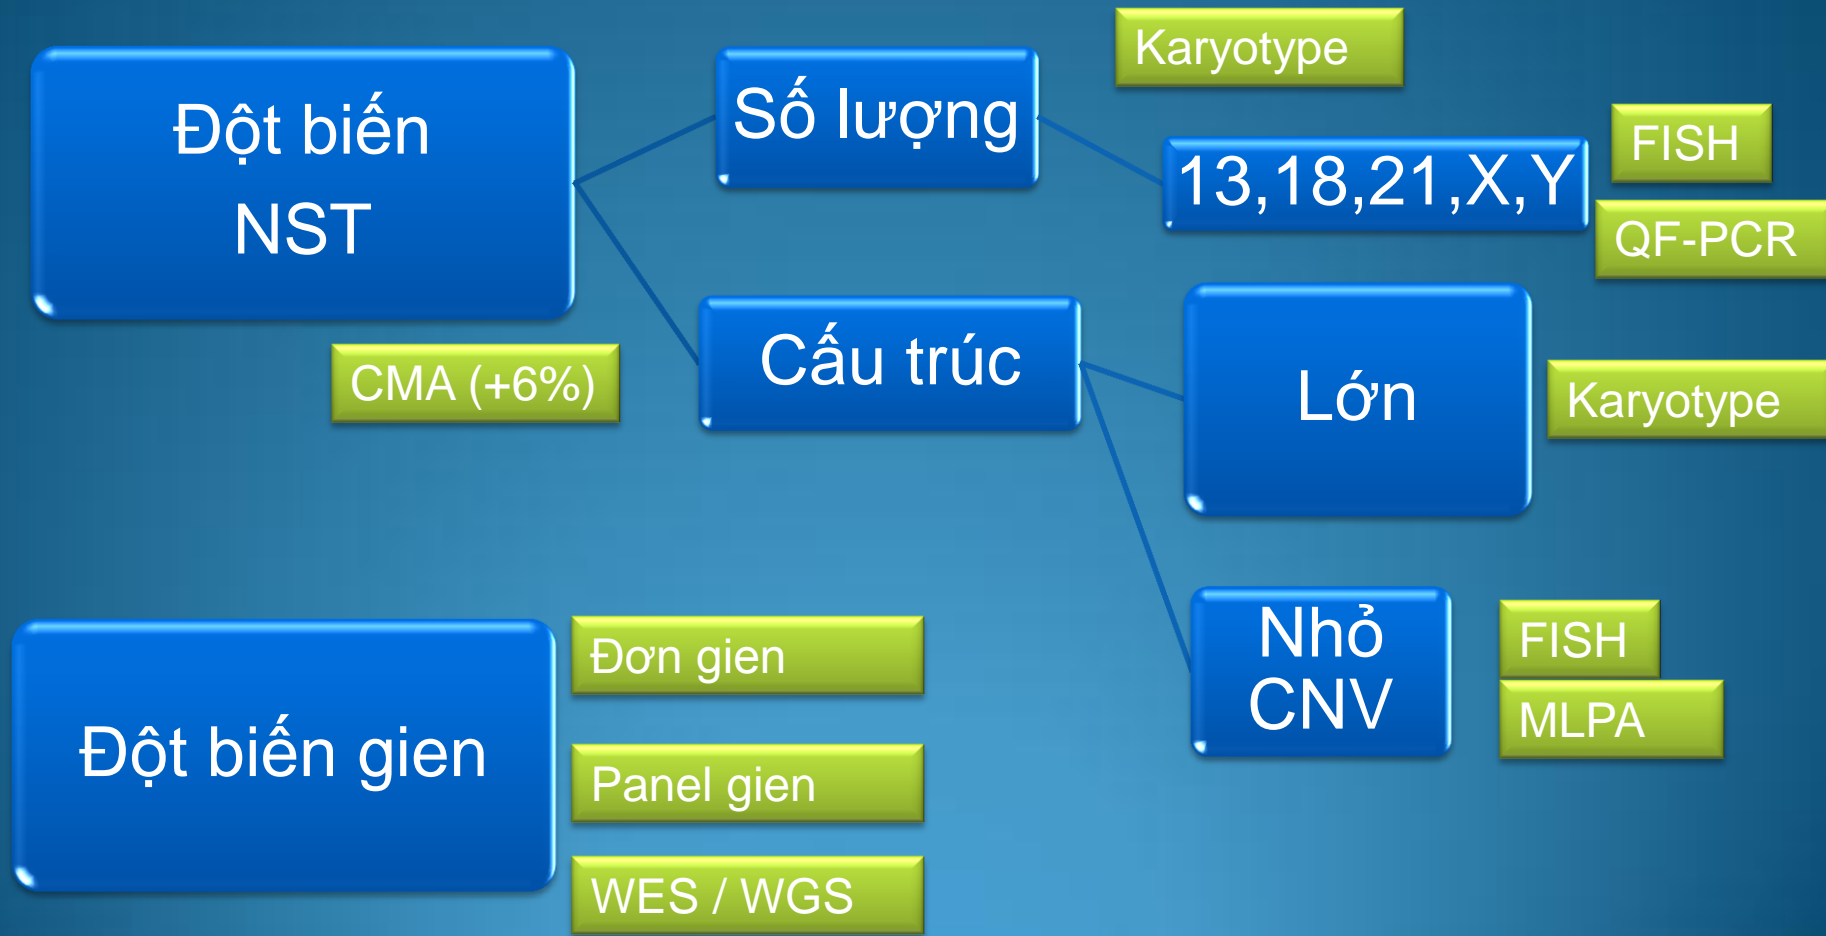 Đột biến
NST
CMA (+6%)
Số lượng
Karyotype
13,18,21,X,Y
FISH
QF-PCR
Cấu trúc
Lớn
Karyotype
Nhỏ
CNV
FISH
MLPA
Đột biến gien
Đơn gien
Panel gien
WES / WGS